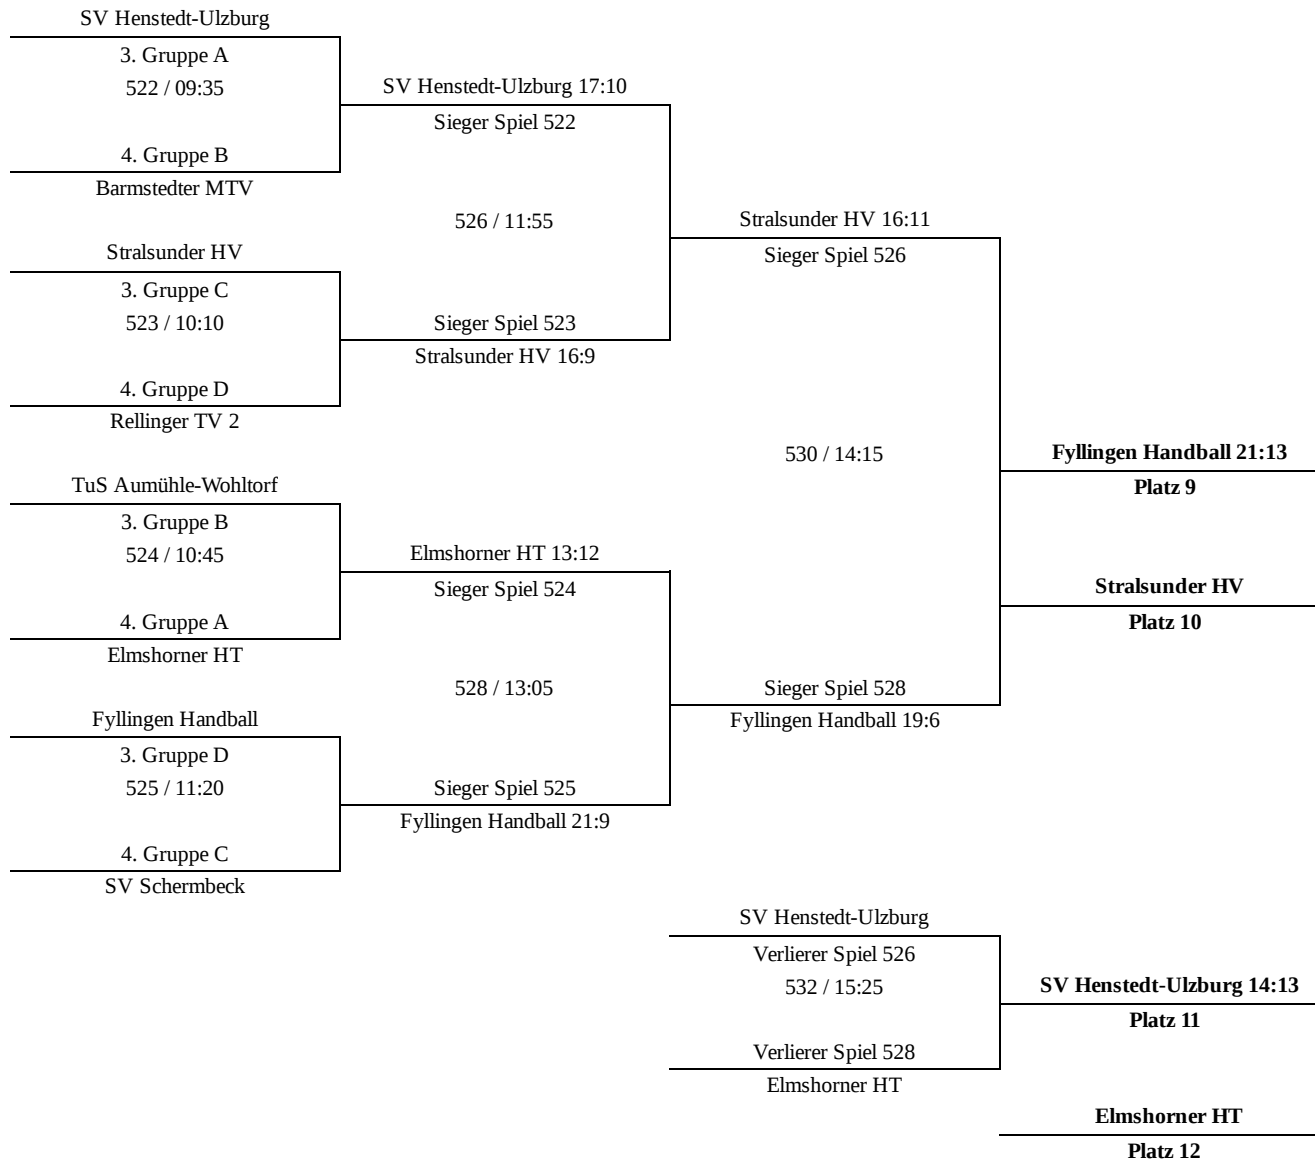 SV Henstedt-Ulzburg
3. Gruppe A
522 / 09:35
4. Gruppe B
Barmstedter MTV
Stralsunder HV
3. Gruppe C
523 / 10:10
4. Gruppe D
Rellinger TV 2
TuS Aumühle-Wohltorf
3. Gruppe B
524 / 10:45
4. Gruppe A
Elmshorner HT
Fyllingen Handball
3. Gruppe D
525 / 11:20
4. Gruppe C
SV Schermbeck
SV Henstedt-Ulzburg 17:10
Sieger Spiel 522
526 / 11:55
Sieger Spiel 523
Stralsunder HV 16:9
Elmshorner HT 13:12
Sieger Spiel 524
528 / 13:05
Sieger Spiel 525
Fyllingen Handball 21:9
Stralsunder HV 16:11
Sieger Spiel 526
530 / 14:15
Sieger Spiel 528
Fyllingen Handball 19:6
Fyllingen Handball 21:13
Platz 9
Stralsunder HV
Platz 10
SV Henstedt-Ulzburg
Verlierer Spiel 526
532 / 15:25
Verlierer Spiel 528
Elmshorner HT
SV Henstedt-Ulzburg 14:13
Platz 11
Elmshorner HT
Platz 12